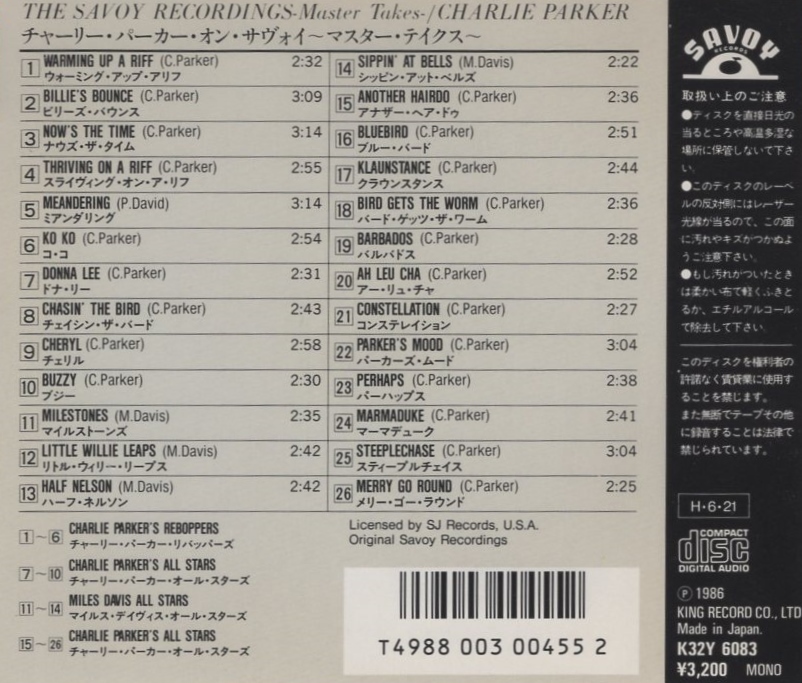 THE SAVOY RECORDINGS-Master Takes-/CHARLIE PARKER
チャーリー・パーカー・オン・サヴォイ〜マスター・テイクス〜
1 WARMING UP A RIFF (C.Parker) 2:32
ウォーミング・アップ・アリフ
2 BILLIE'S BOUNCE (C.Parker) 3:09
ビリーズ・バウンス
3 NOW'S THE TIME (C.Parker) 3:14
ナウズ・ザ・タイム
4 THRIVING ON A RIFF (C.Parker) 2:55
スライヴィング・オン・ア・リフ
5 MEANDERING (P.David) 3:14
ミアンダリング
6 KO KO (C.Parker) 2:54
コ・コ
7 DONNA LEE (C.Parker) 2:31
ドナ・リー
8 CHASIN' THE BIRD (C.Parker) 2:43
チェイシン・ザ・バード
9 CHERYL (C.Parker) 2:58
チェリル
10 BUZZY (C.Parker) 2:30
ブジー
11 MILESTONES (M.Davis) 2:35
マイルストーンズ
12 LITTLE WILLIE LEAPS (M.Davis) 2:42
リトル・ウィリー・リープス
13 HALF NELSON (M.Davis) 2:42
ハーフ・ネルソン
14 SIPPIN' AT BELLS (M.Davis) 2:22
シッピン・アット・ベルズ
15 ANOTHER HAIRDO (C.Parker) 2:36
アナザー・ヘア・ドゥ
16 BLUEBIRD (C.Parker) 2:51
ブルー・バード
17 KLAUNSTANCE (C.Parker) 2:44
クラウンスタンス
18 BIRD GETS THE WORM (C.Parker) 2:36
バード・ゲッツ・ザ・ワーム
19 BARBADOS (C.Parker) 2:28
バルバドス
20 AH LEU CHA (C.Parker) 2:52
アー・リュ・チャ
21 CONSTELLATION (C.Parker) 2:27
コンステレイション
22 PARKER'S MOOD (C.Parker) 3:04
パーカーズ・ムード
23 PERHAPS (C.Parker) 2:38
パーハップス
24 MARMADUKE (C.Parker) 2:41
マーマデューク
25 STEEPLECHASE (C.Parker) 3:04
スティープルチェイス
26 MERRY GO ROUND (C.Parker) 2:25
メリー・ゴー・ラウンド
1〜6 CHARLIE PARKER'S REBOPPERS
チャーリー・パーカー・リバッパーズ
7〜10 CHARLIE PARKER'S ALL STARS
チャーリー・パーカー・オール・スターズ
11〜14 MILES DAVIS ALL STARS
マイルス・デイヴィス・オール・スターズ
15〜26 CHARLIE PARKER'S ALL STARS
チャーリー・パーカー・オール・スターズ
Licensed by SJ Records, U.S.A.
Original Savoy Recordings
T4988 003 00455 2
SAVOY
RECORDS
取扱い上のご注意
●ディスクを直接日光の
当るところや高温多湿な
場所に保管しないで下さ
い。
●このディスクのレーベ
ルの反対側にはレーザー
光線が当るので、この面
に汚れやキズがつかぬよ
うご注意下さい。
●もし汚れがついたとき
は柔かい布で軽くふきと
るか、エチルアルコール
で除去して下さい。
このディスクを権利者の
許諾なく賃貸業に使用す
ることを禁じます。
また無断でテープその他
に録音することは法律で
禁じられています。
H・6・21
COMPACT
disc
DIGITAL AUDIO
Ⓟ 1986
KING RECORD CO., LTD
Made in Japan.
K32Y 6083
¥3,200 MONO